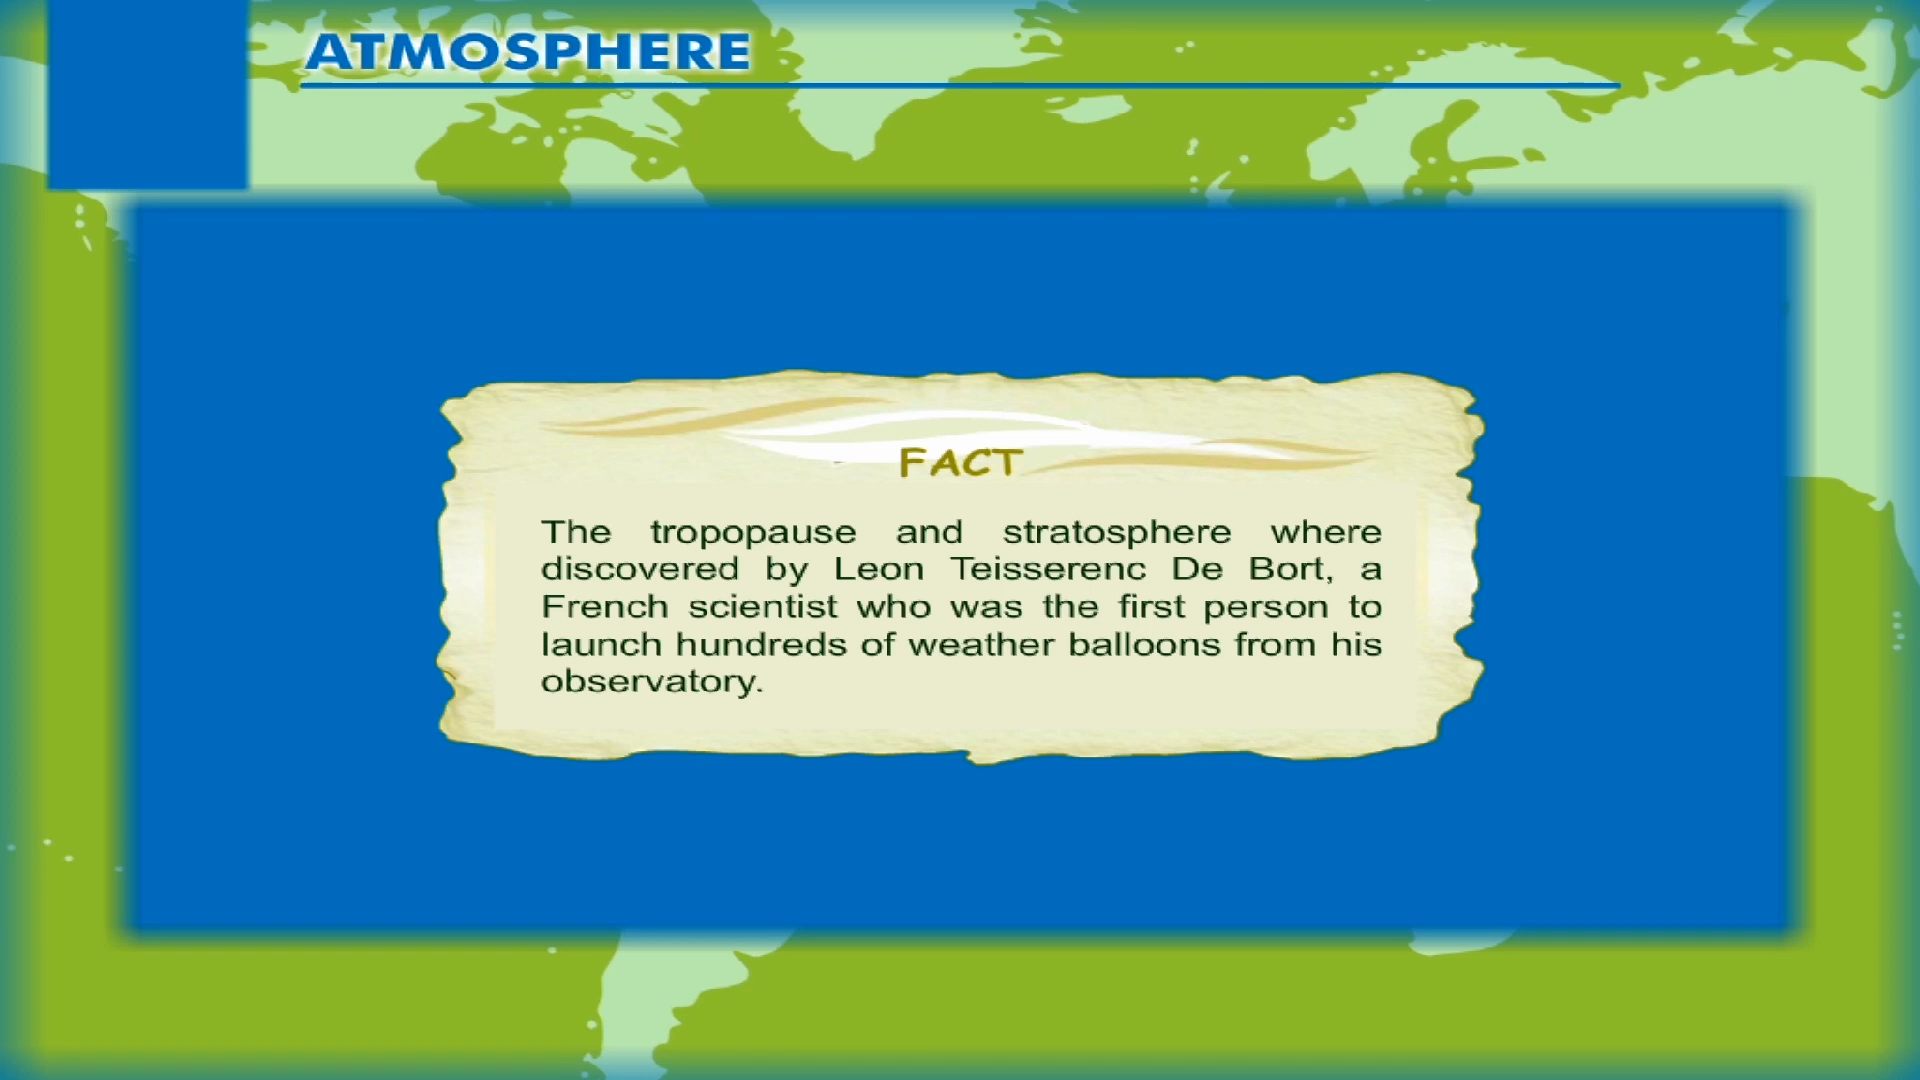 ATMOSPHERE
FACT
The tropopause and stratosphere where
discovered by Leon Teisserenc De Bort, a
French scientist who was the first person to
launch hundreds of weather balloons from his
observatory.